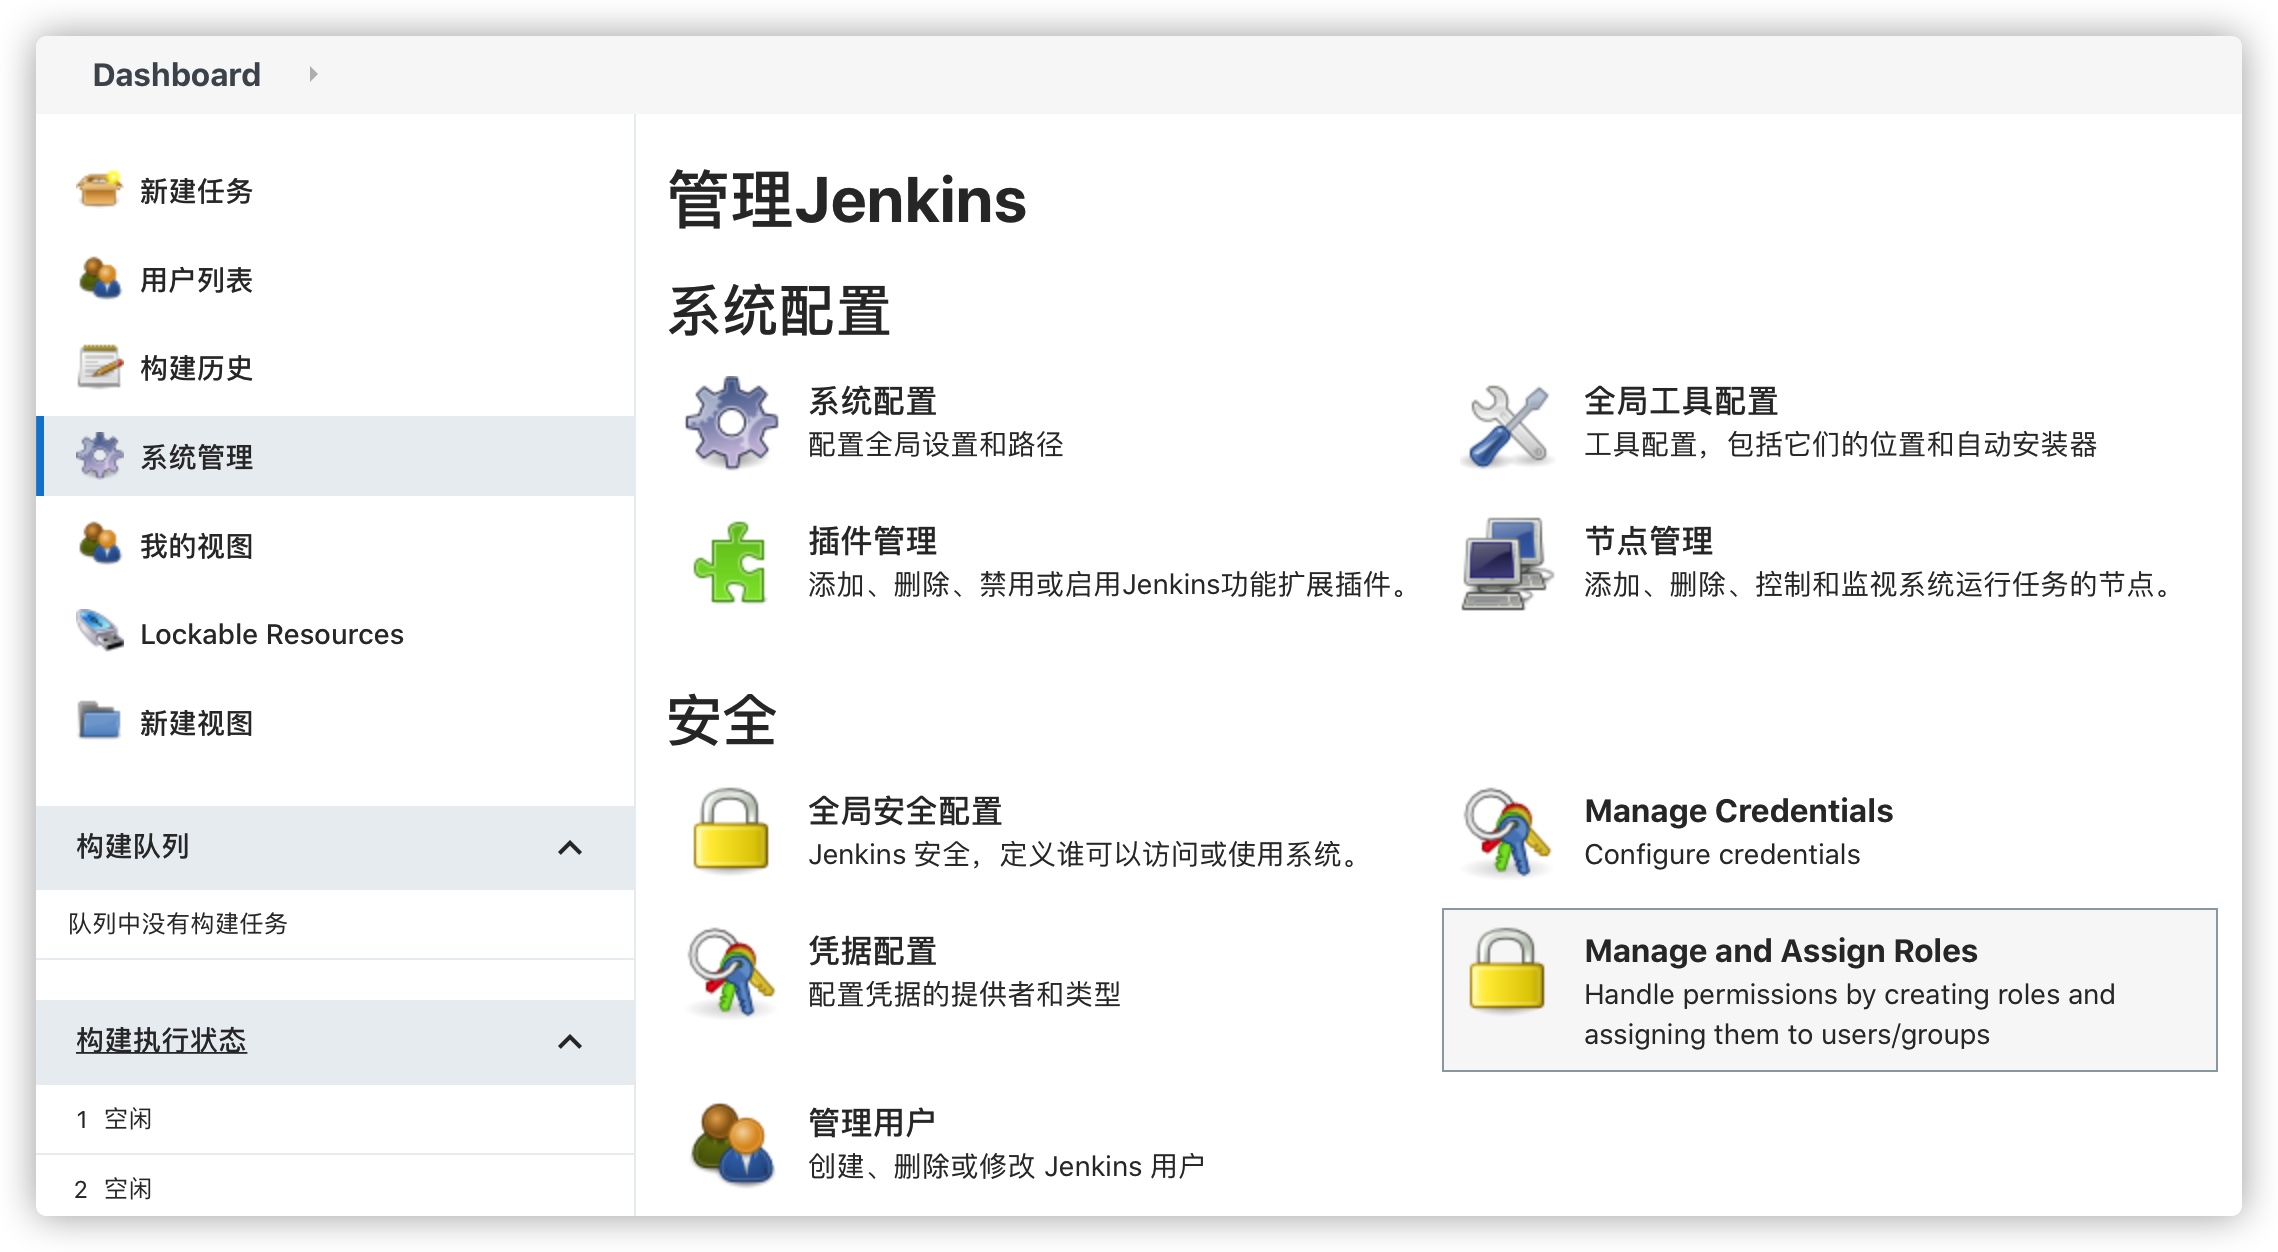 Dashboard
新建任务
用户列表
构建历史
系统管理
我的视图
Lockable Resources
新建视图
构建队列
队列中没有构建任务
构建执行状态
1 空闲
2 空闲
管理Jenkins
系统配置
系统配置
配置全局设置和路径
全局工具配置
工具配置，包括它们的位置和自动安装器
插件管理
添加、删除、禁用或启用Jenkins功能扩展插件。
节点管理
添加、删除、控制和监视系统运行任务的节点。
安全
全局安全配置
Jenkins 安全，定义谁可以访问或使用系统。
Manage Credentials
Configure credentials
凭据配置
配置凭据的提供者和类型
Manage and Assign Roles
Handle permissions by creating roles and
assigning them to users/groups
管理用户
创建、删除或修改 Jenkins 用户